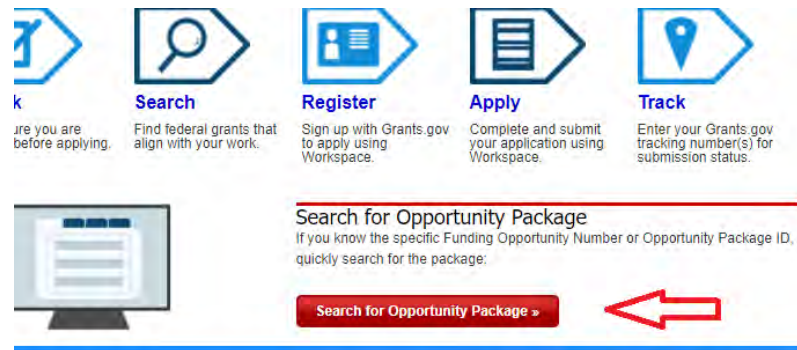 k
Search
Register
Apply
Track
ure you are
before applying.
Find federal grants that
align with your work.
Sign up with Grants.gov
to apply using
Workspace.
Complete and submit
your application using
Workspace.
Enter your Grants.gov
tracking number(s) for
submission status.
Search for Opportunity Package
If you know the specific Funding Opportunity Number or Opportunity Package ID,
quickly search for the package:
Search for Opportunity Package »